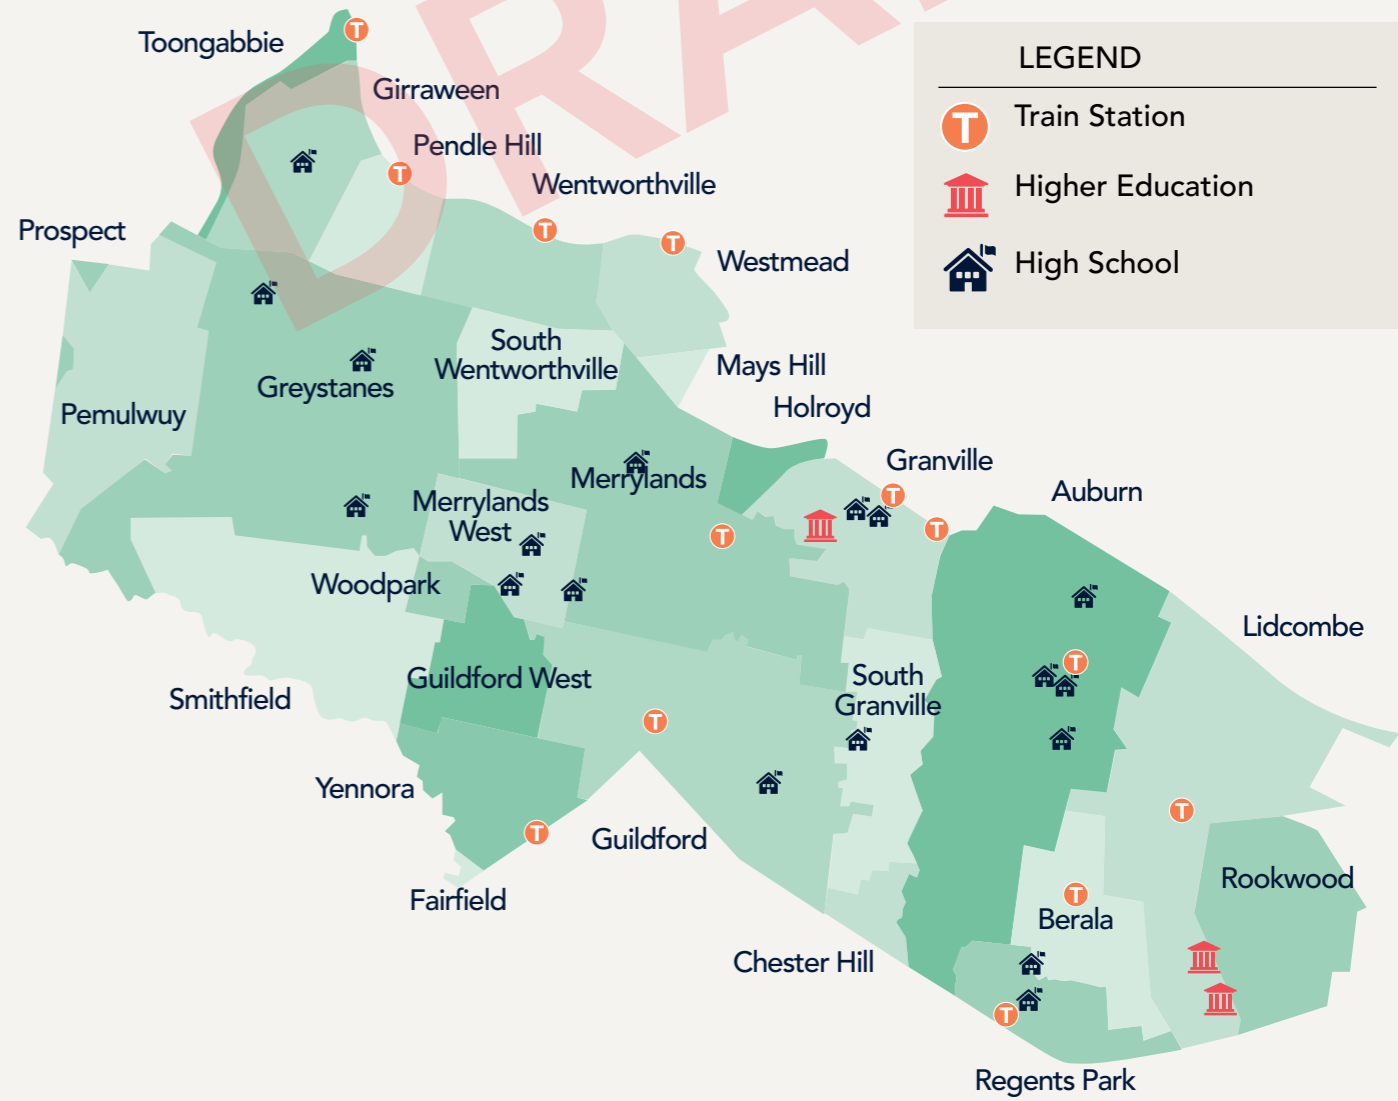 DRA
LEGEND
T
Train Station
Higher Education
High School
Toongabbie
T
Girraween
Pendle Hill
T
Wentworthville
T
T
Westmead
Prospect
South
Wentworthville
Mays Hill
Greystanes
Holroyd
Pemulwuy
Granville
T
Merrylands
Auburn
Merrylands
West
T
T
Woodpark
Lidcombe
T
South
Granville
Guildford West
Smithfield
T
Yennora
T
T
Guildford
Rookwood
T
Berala
Fairfield
Chester Hill
T
Regents Park